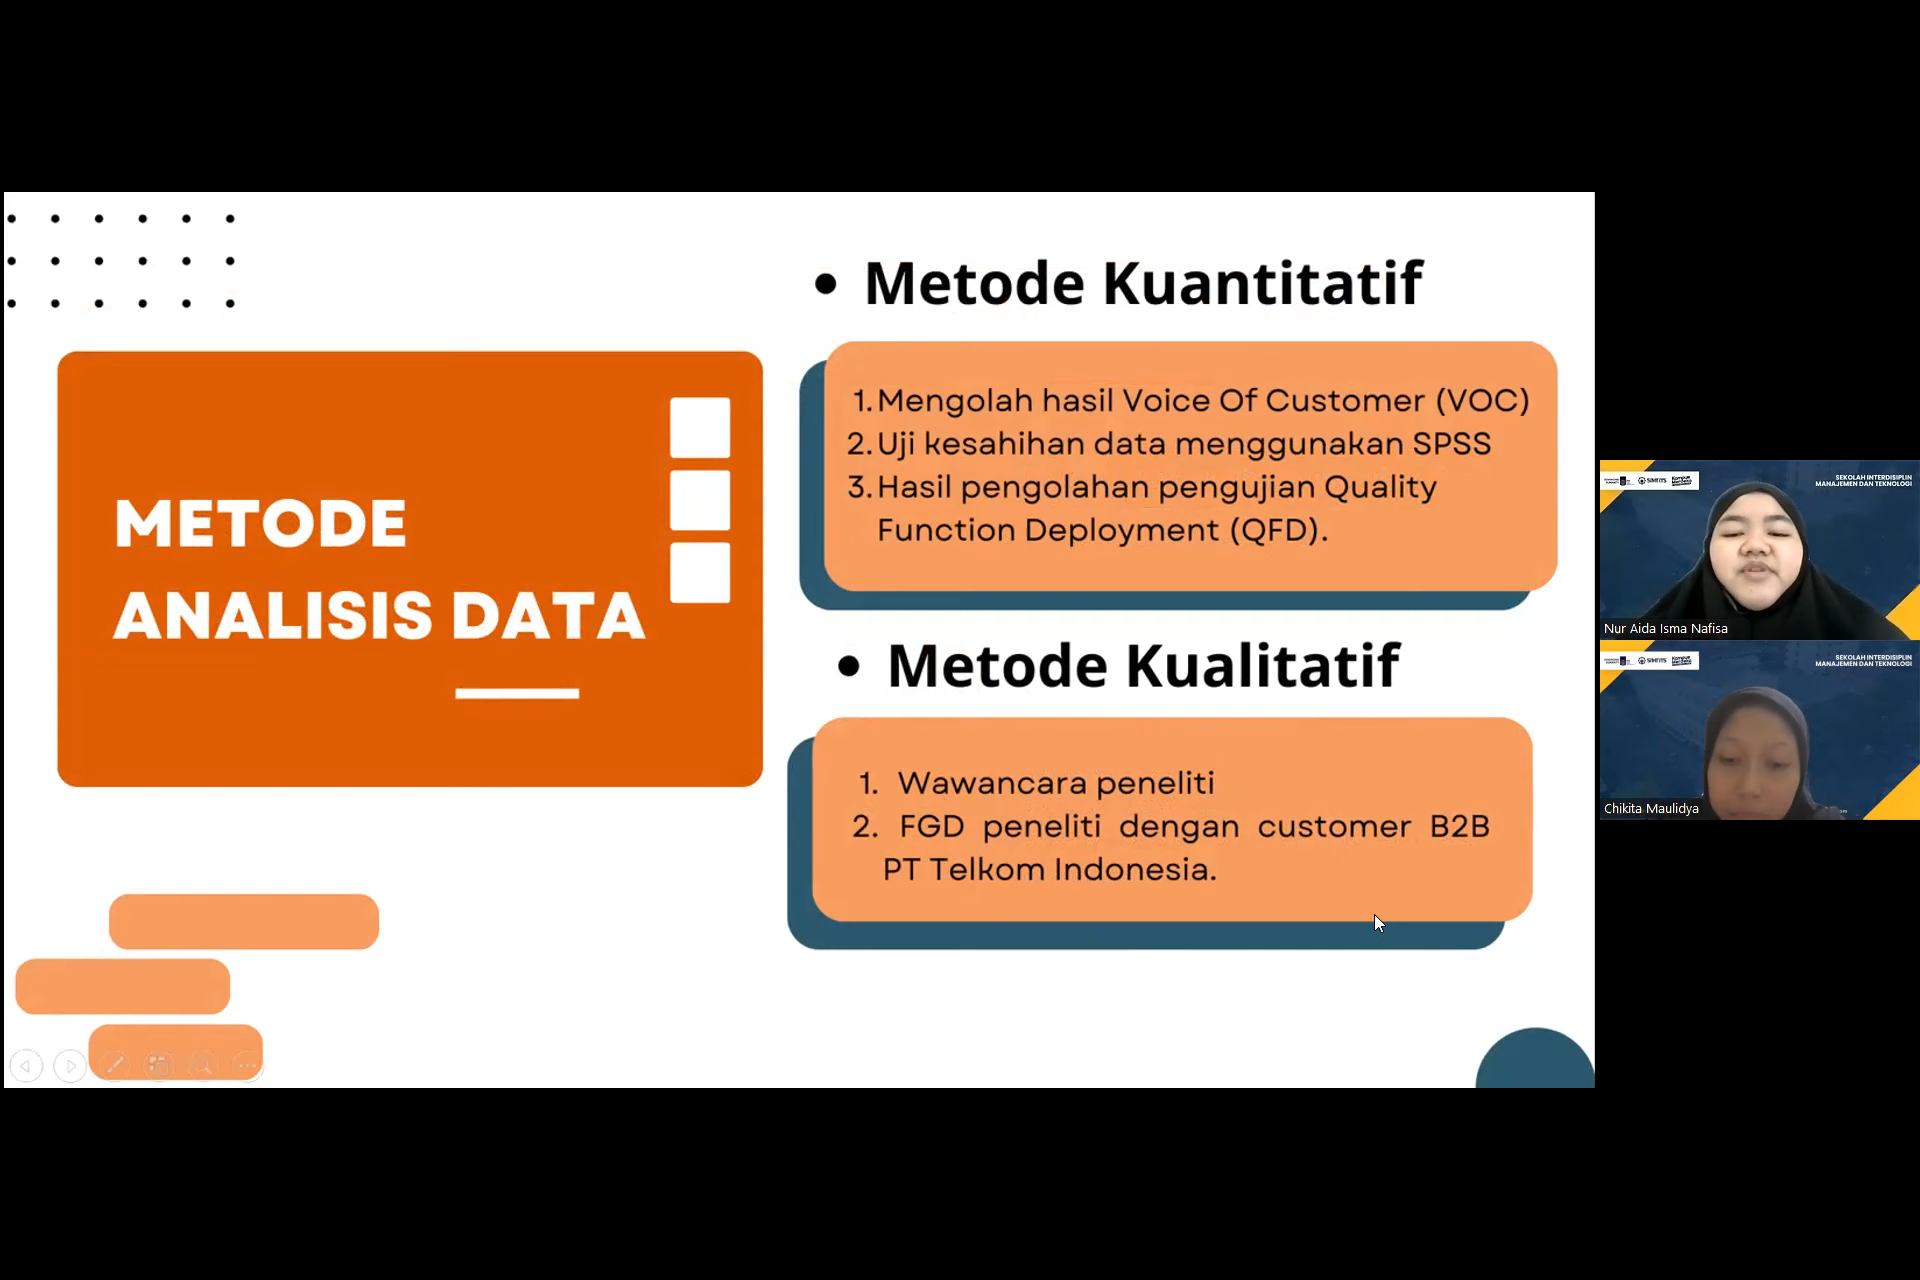 METODE
ANALISIS DATA
• Metode Kuantitatif
1. Mengolah hasil Voice Of Customer (VOC)
2. Uji kesahihan data menggunakan SPSS
3. Hasil pengolahan pengujian Quality
Function Deployment (QFD).
• Metode Kualitatif
1. Wawancara peneliti
2. FGD peneliti dengan customer B2B
PT Telkom Indonesia.
SEKOLAH INTERDISIPLIN
MANAJEMEN DAN TEKNOLOGI
Nur Aida Isma Nafisa
SEKOLAH INTERDISIPLIN
MANAJEMEN DAN TEKNOLOGI
Chikita Maulidya